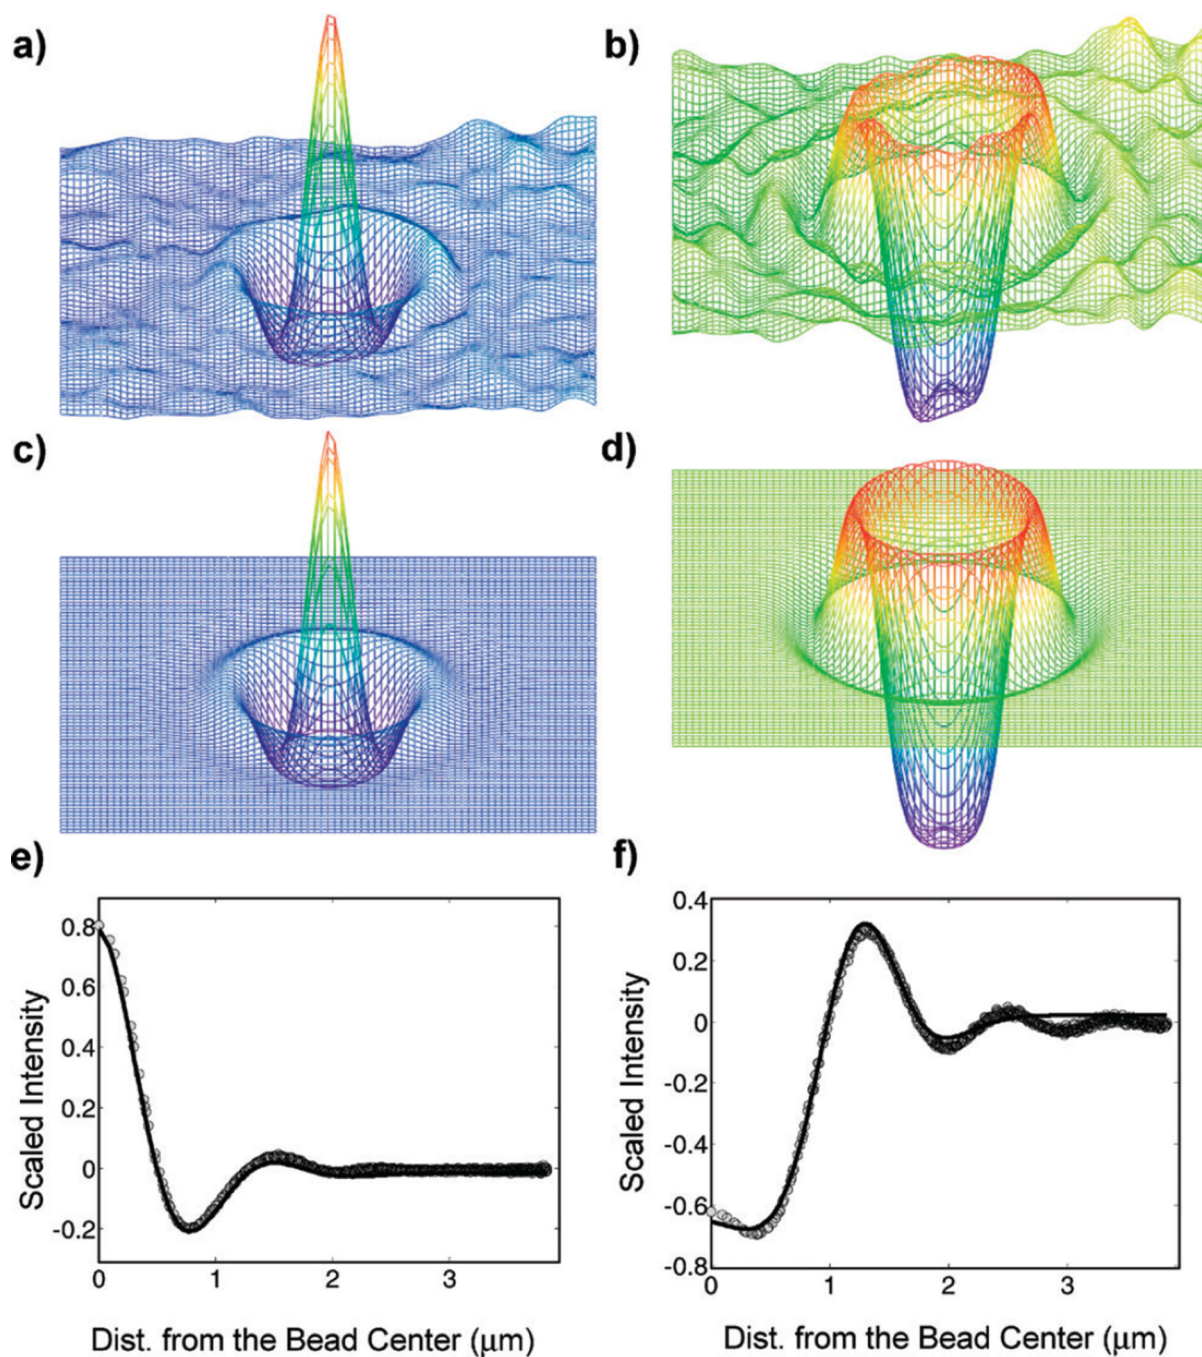 a)
b)
c)
d)
e)
f)
0.8
0.6
0.4
0.2
0
-0.2
Scaled Intensity
0
1
2
3
Dist. from the Bead Center (μm)
0.4
0.2
0
-0.2
-0.4
-0.6
-0.8
Scaled Intensity
0
1
2
3
Dist. from the Bead Center (μm)